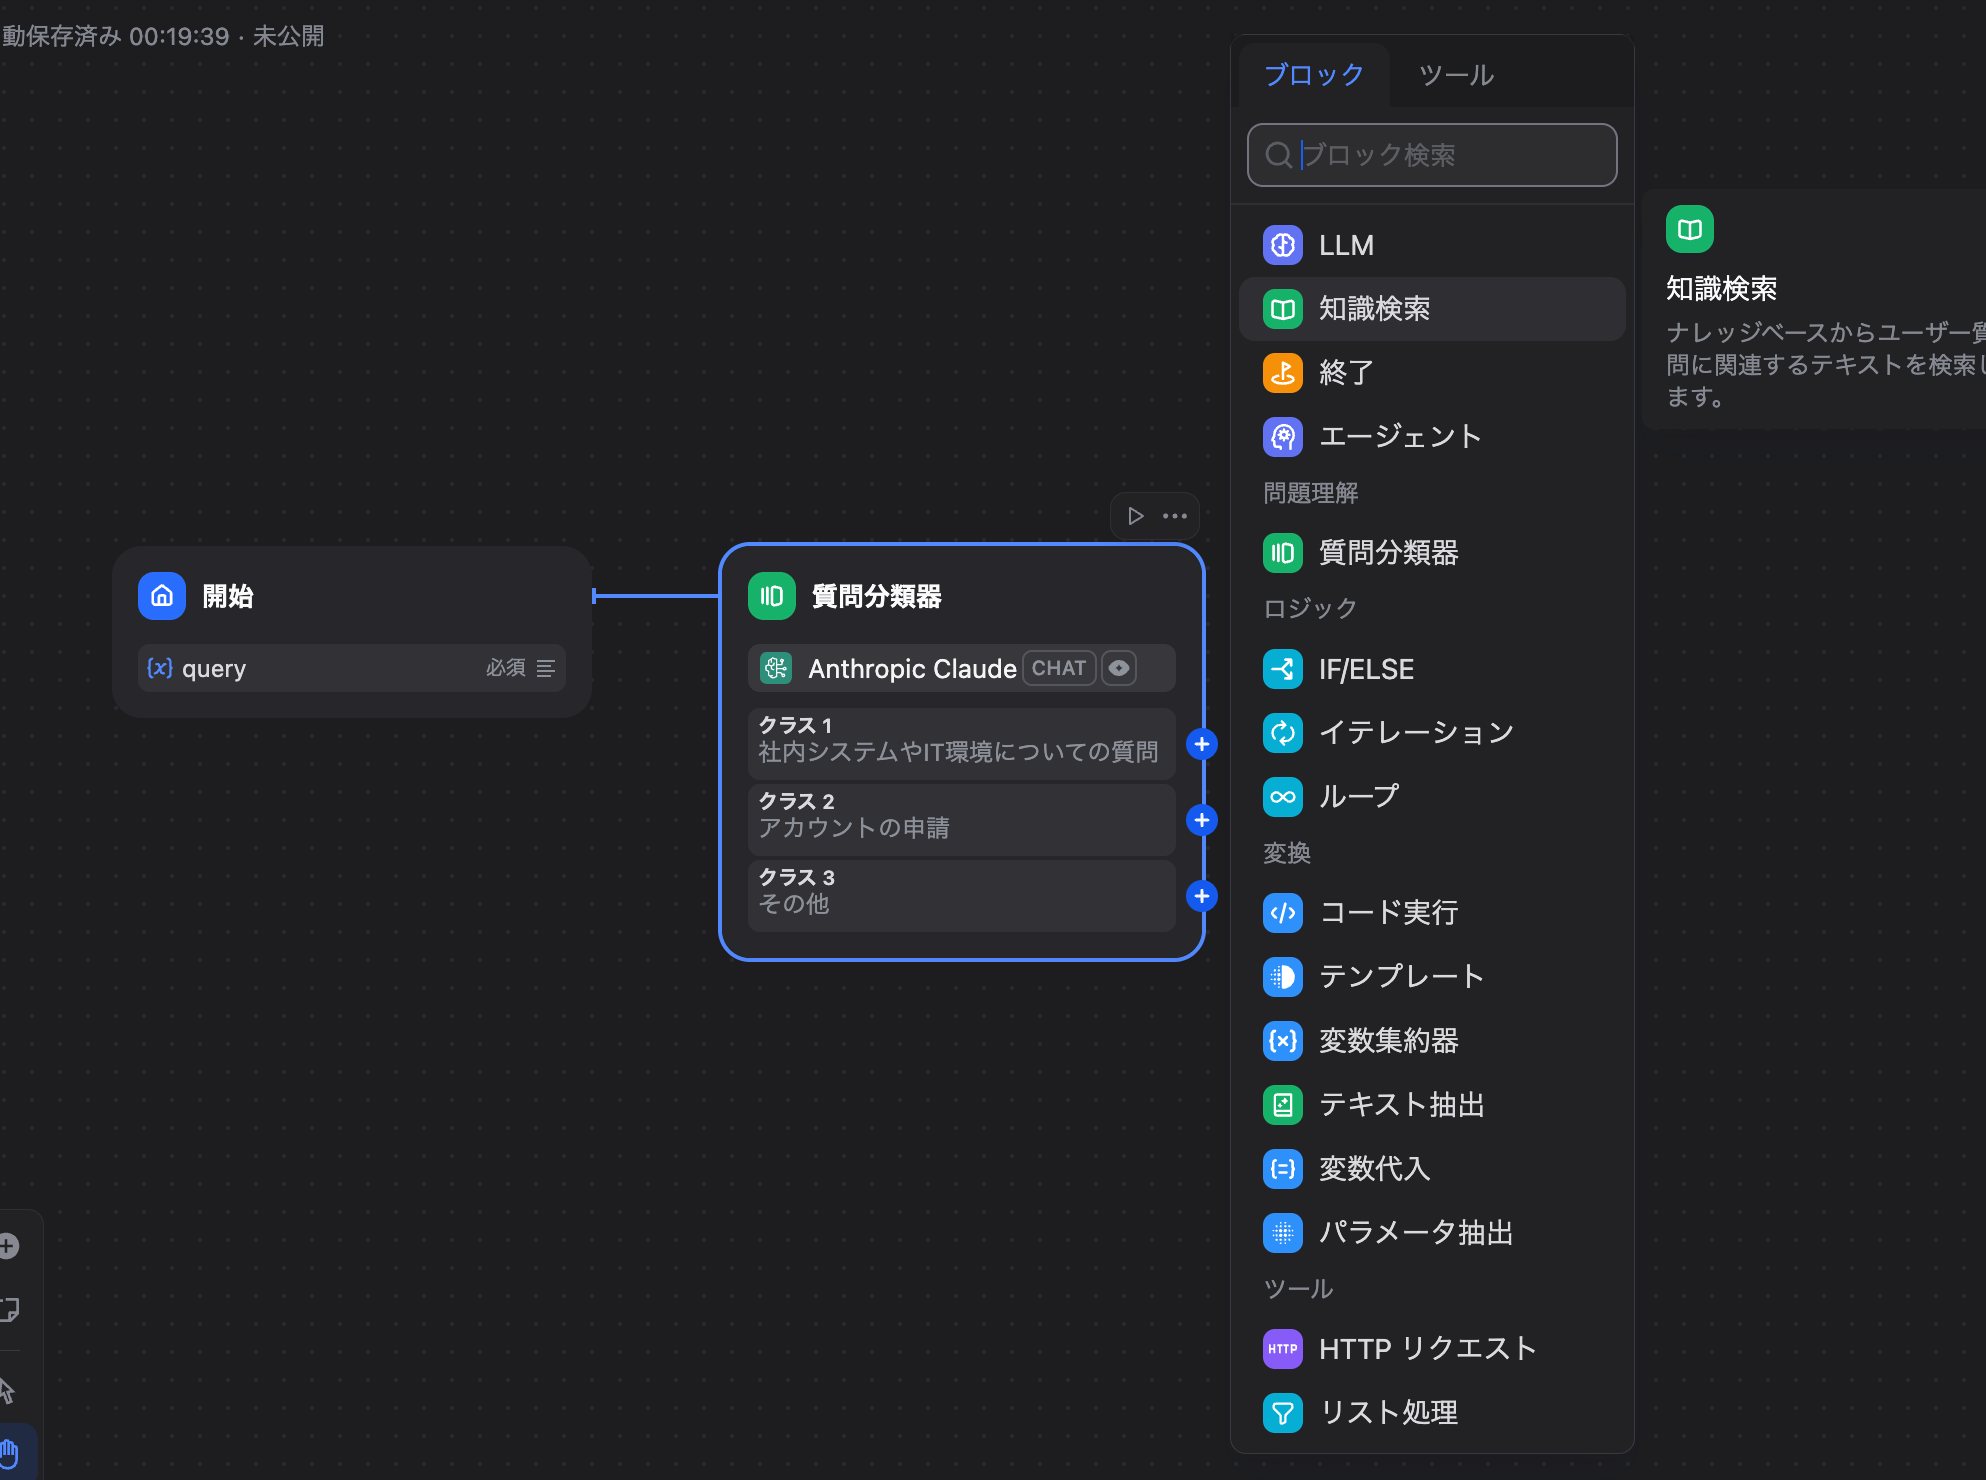 動保存済み 00:19:39 · 未公開
開始
{x} query 必須
質問分類器
Anthropic Claude CHAT
クラス 1
社内システムやIT環境についての質問
クラス 2
アカウントの申請
クラス 3
その他
ブロック ツール
ブロック検索
LLM
知識検索
終了
エージェント
問題理解
質問分類器
ロジック
IF/ELSE
イテレーション
ループ
変換
コード実行
テンプレート
変数集約器
テキスト抽出
変数代入
パラメータ抽出
ツール
HTTP HTTP リクエスト
リスト処理
知識検索
ナレッジベースからユーザー質
問に関連するテキストを検索し
ます。